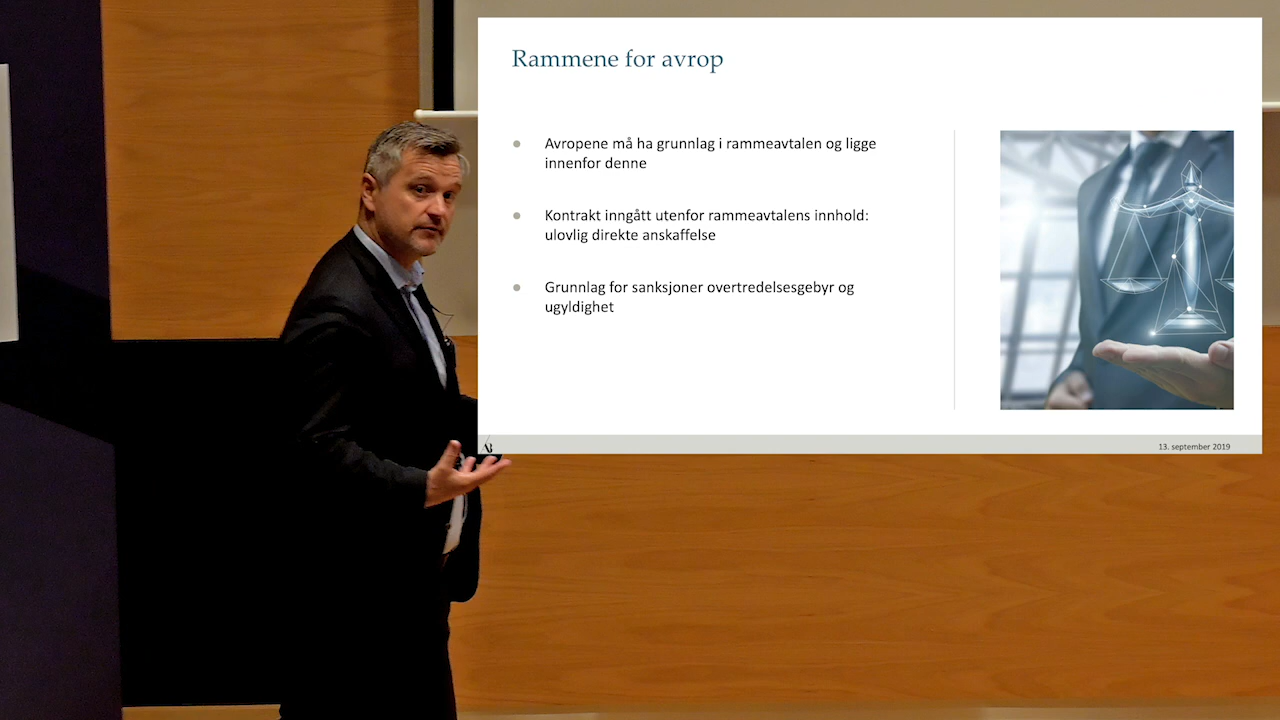 Rammene for avrop
Avropene må ha grunnlag i rammeavtalen og ligge
innenfor denne
Kontrakt inngått utenfor rammeavtalens innhold:
ulovlig direkte anskaffelse
Grunnlag for sanksjoner overtredelsesgebyr og
ugyldighet
13. september 2019